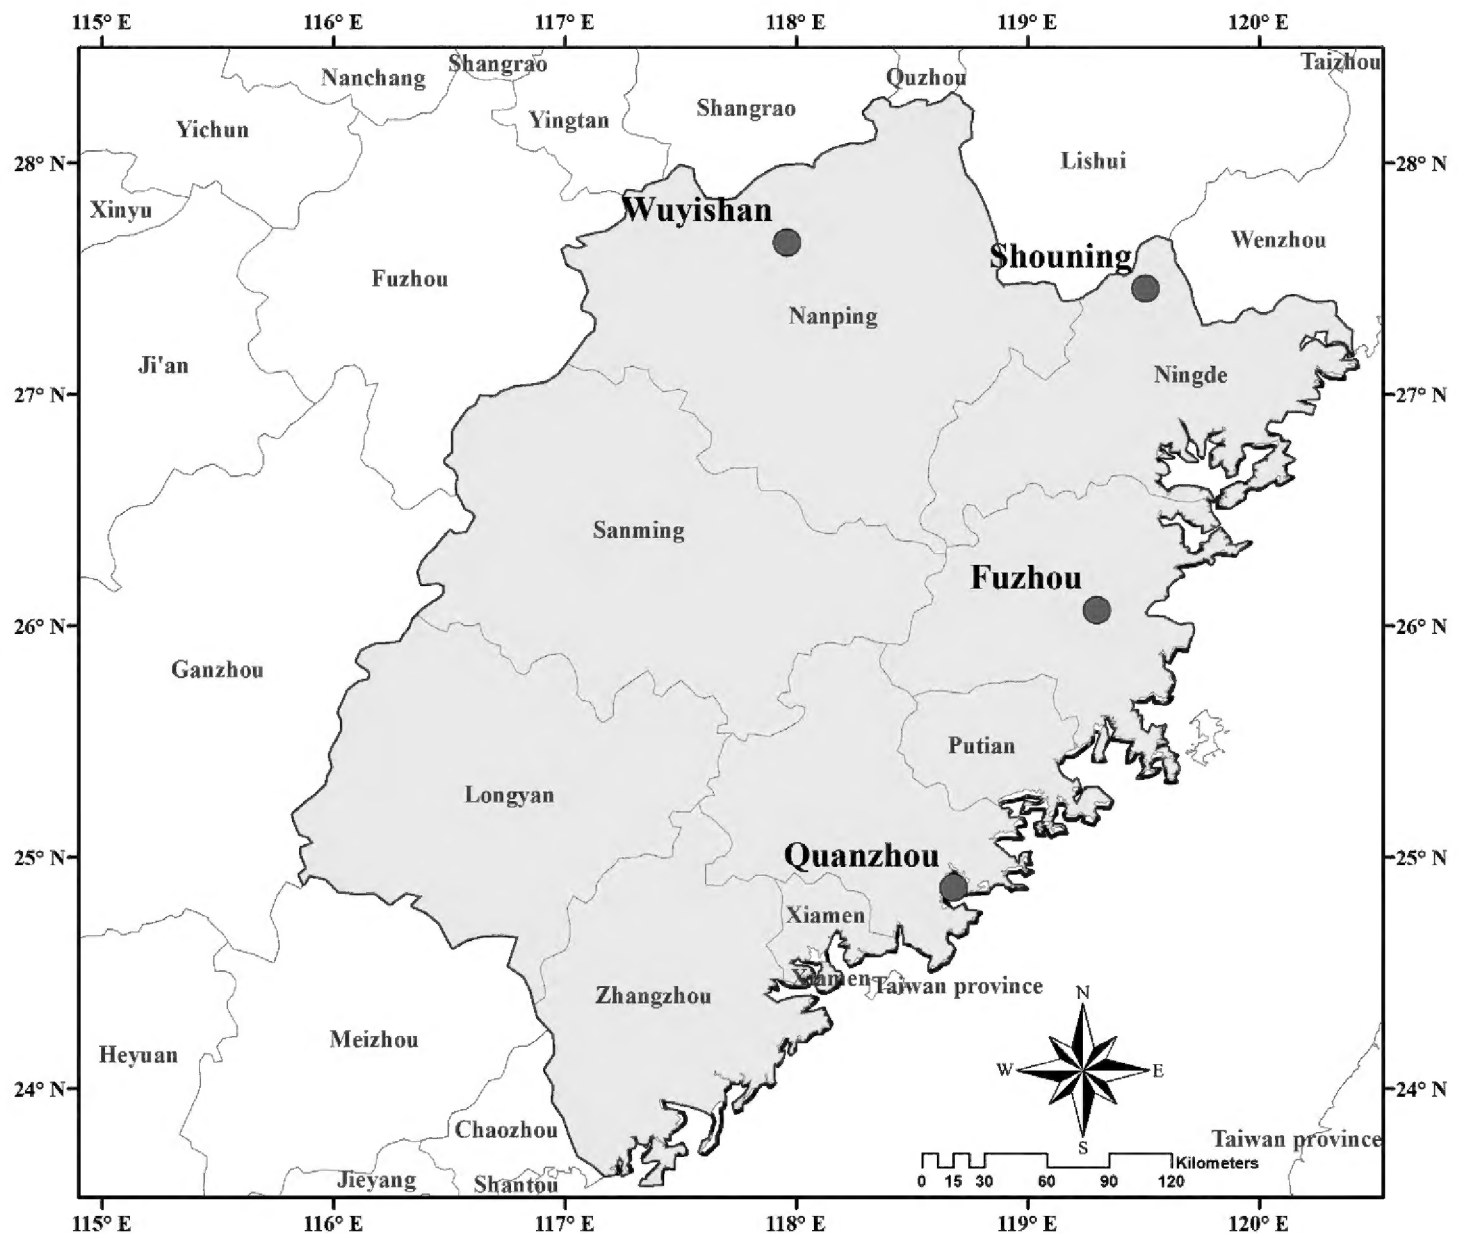 115° E 116° E 117° E 118° E 119° E 120° E
Shangrao
Taizhou
Nanchang
Quzhou
Shangrao
Yingtan
Yichun
28° N
Lishui
28° N
Xinyu
Wuyishan
Wenzhou
Shouning
Fuzhou
Nanping
Ji'an
Ningde
27° N
27° N
Sanming
Fuzhou
26° N
26° N
Ganzhou
Putian
Longyan
25° N
Quanzhou
25° N
Xiamen
Xiamen
Taiwan province
Zhangzhou
N
Meizhou
Heyuan
W
E
24° N
24° N
Chaozhou
S
Taiwan province
Kilometers
Jieyang
Shantou
0 15 30 60 90 120
115° E 116° E 117° E 118° E 119° E 120° E